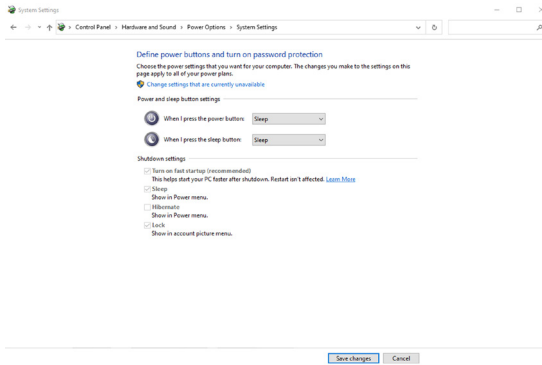 System Settings
Control Panel > Hardware and Sound > Power Options > System Settings
Define power buttons and turn on password protection
Choose the power settings that you want for your computer. The changes you make to the settings on this
page apply to all of your power plans.
Change settings that are currently unavailable
Power and sleep button settings
When I press the power button: Sleep
When I press the sleep button: Sleep
Shutdown settings
Turn on fast startup (recommended)
This helps start your PC faster after shutdown. Restart isn't affected. Learn More
Sleep
Show in Power menu.
Hibernate
Show in Power menu.
Lock
Show in account picture menu.
Save changes Cancel